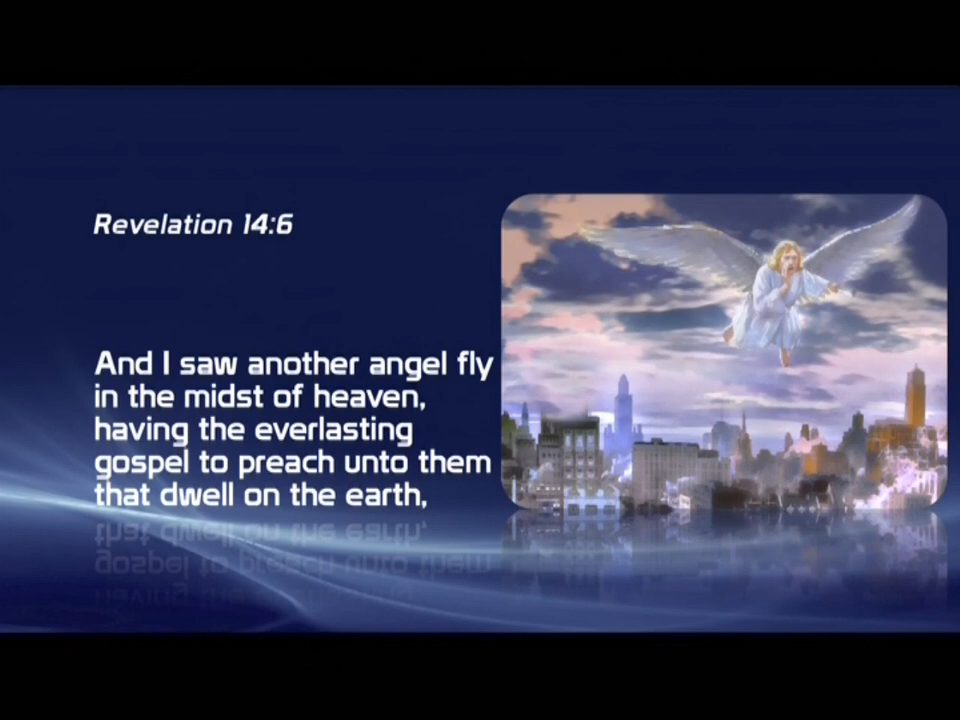 Revelation 14:6
And I saw another angel fly
in the midst of heaven,
having the everlasting
gospel to preach unto them
that dwell on the earth,